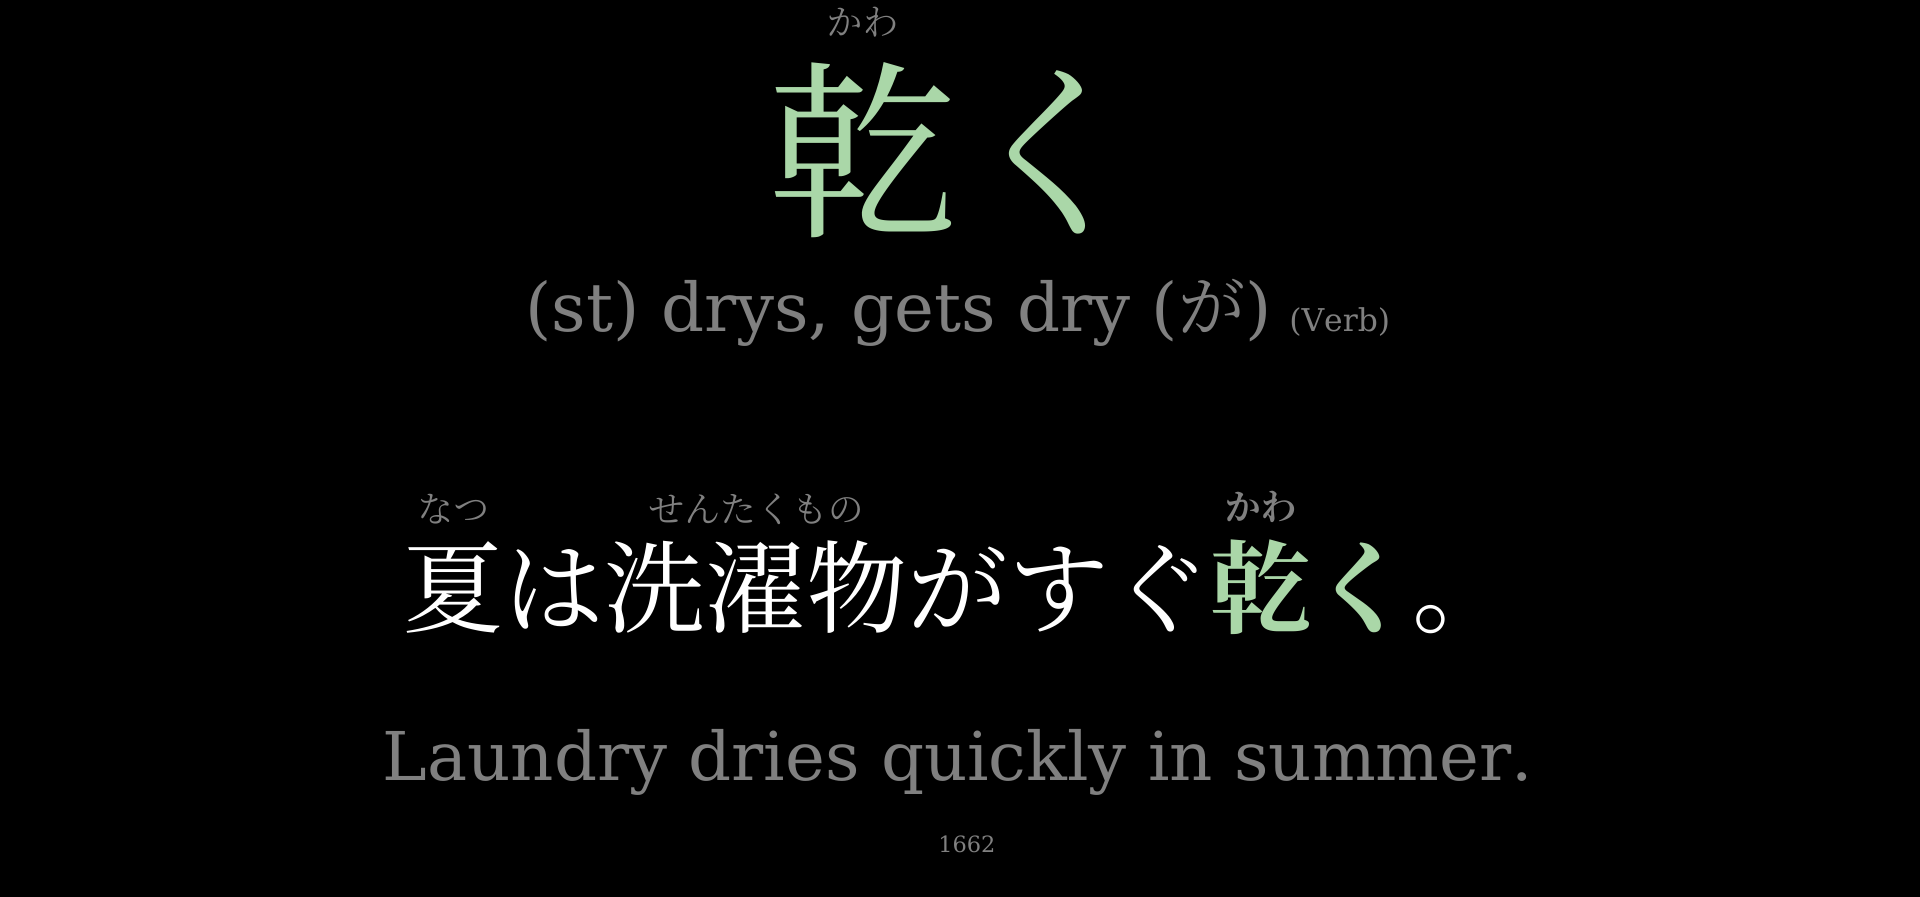 かわ
乾く
(st) drys, gets dry (が) (Verb)
なつ せんたくもの かわ
夏は洗濯物がすぐ乾く。
Laundry dries quickly in summer.
1662